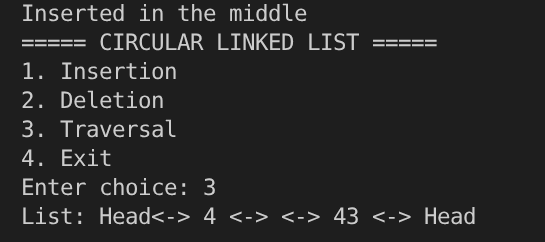 Inserted in the middle
===== CIRCULAR LINKED LIST =====
1. Insertion
2. Deletion
3. Traversal
4. Exit
Enter choice: 3
List: Head<-> 4 <-> <-> 43 <-> Head